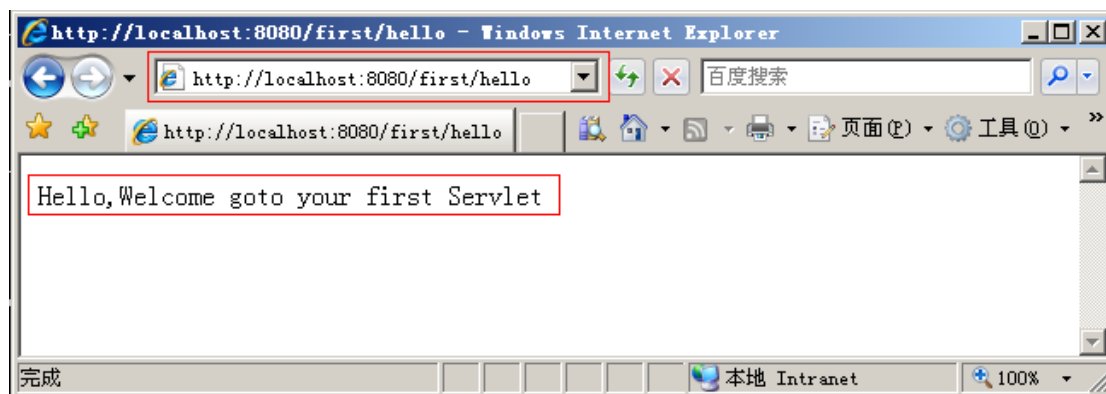 http://localhost:8080/first/hello - Windows Internet Explorer
http://localhost:8080/first/hello 百度搜索
http://localhost:8080/first/hello 页面(P) 工具(O) »
Hello,Welcome goto your first Servlet
完成 本地 Intranet 100%